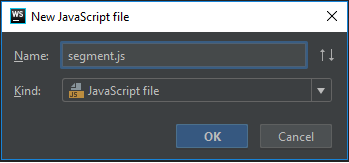 WS New JavaScript file
Name: segment.js
Kind: JS JavaScript file
OK Cancel